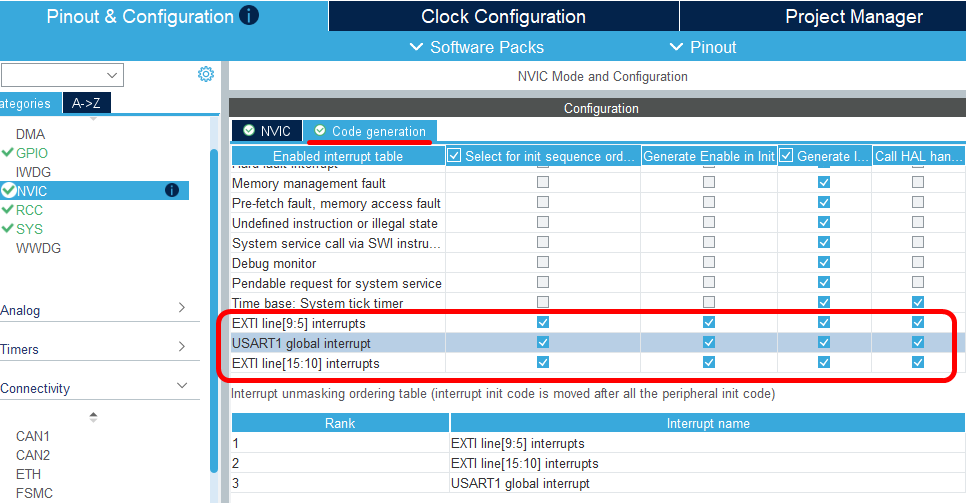 Pinout & Configuration
Clock Configuration
Project Manager
Software Packs
Pinout
NVIC Mode and Configuration
Configuration
ategories
A->Z
NVIC
Code generation
Enabled interrupt table
Select for init sequence ord...
Generate Enable in Init
Generate I...
Call HAL han...
DMA
GPIO
IWDG
NVIC
RCC
SYS
WWDG
Analog
Timers
Connectivity
CAN1
CAN2
ETH
FSMC
Hard fault interrupt
Memory management fault
Pre-fetch fault, memory access fault
Undefined instruction or illegal state
System service call via SWI instru...
Debug monitor
Pendable request for system service
Time base: System tick timer
EXTI line[9:5] interrupts
USART1 global interrupt
EXTI line[15:10] interrupts
Interrupt unmasking ordering table (interrupt init code is moved after all the peripheral init code)
Rank
Interrupt name
1
EXTI line[9:5] interrupts
2
EXTI line[15:10] interrupts
3
USART1 global interrupt